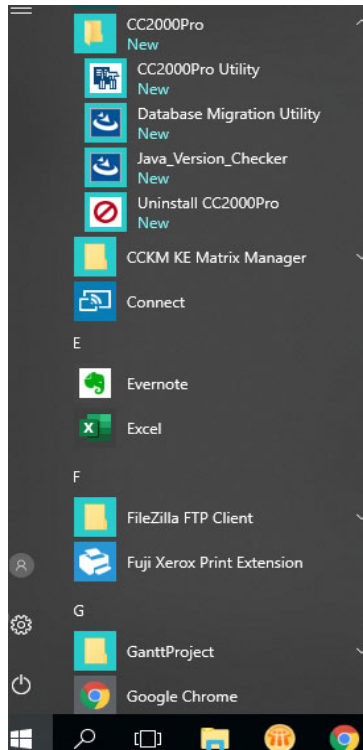 CC2000Pro
New
CC2000Pro Utility
New
Database Migration Utility
New
Java_Version_Checker
New
Uninstall CC2000Pro
New
CCKM KE Matrix Manager
Connect
E
Evernote
Excel
F
FileZilla FTP Client
Fuji Xerox Print Extension
G
GanttProject
Google Chrome